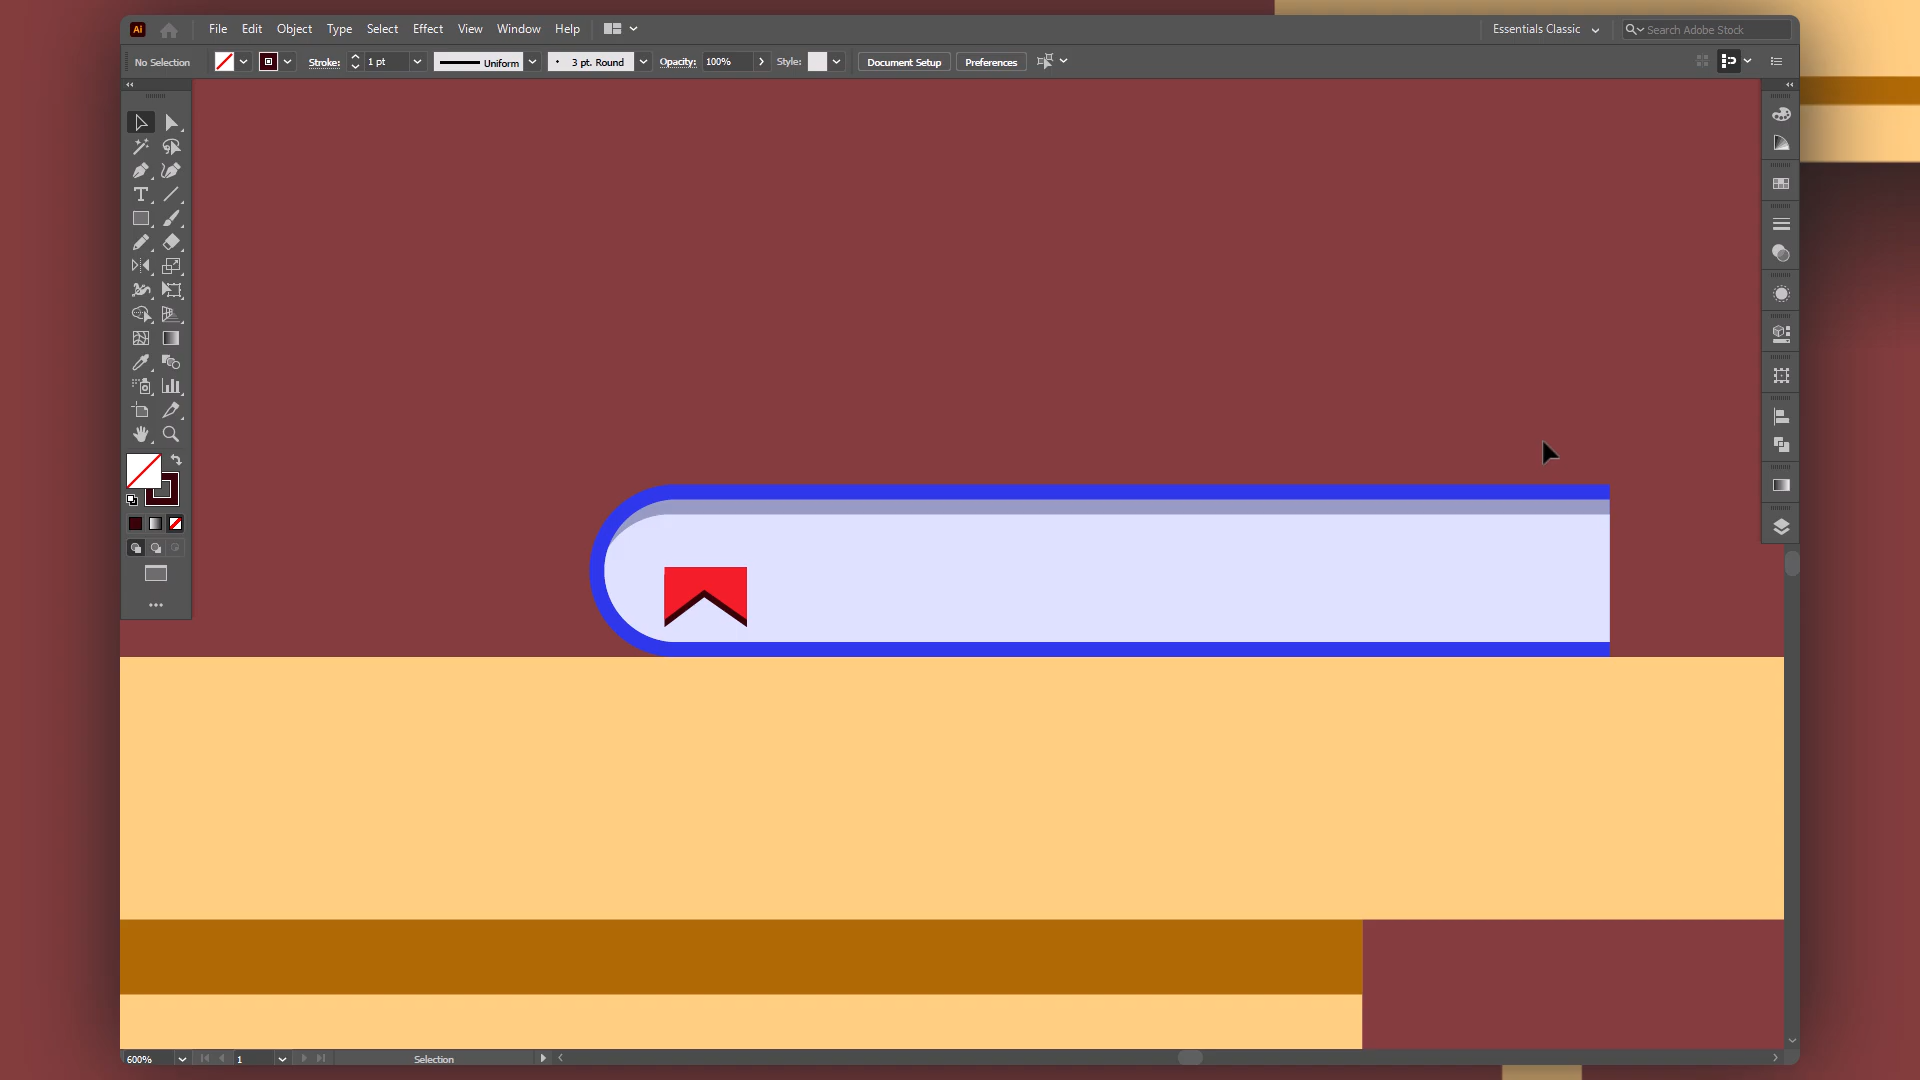 Ai File Edit Object Type Select Effect View Window Help Essentials Classic Search Adobe Stock
No Selection Stroke: 1 pt Uniform 3 pt. Round Opacity: 100% Style: Document Setup Preferences
600% 1 Selection